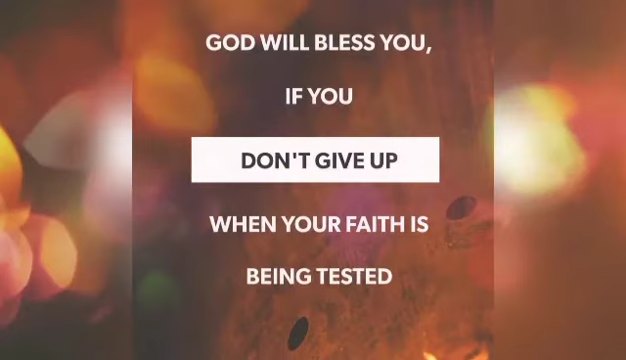 GOD WILL BLESS YOU,
IF YOU
DON'T GIVE UP
WHEN YOUR FAITH IS
BEING TESTED